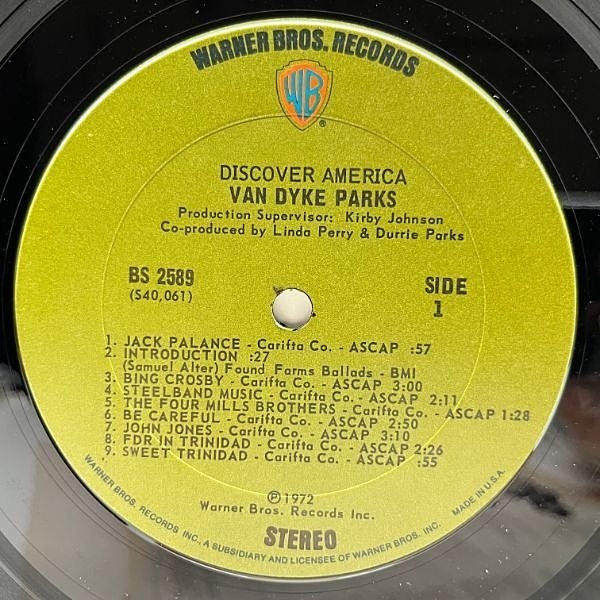 WARNER BROS. RECORDS
WB
®
DISCOVER AMERICA
VAN DYKE PARKS
Production Supervisor: Kirby Johnson
Co-produced by Linda Perry & Durrie Parks
BS 2589
(S40,061)
SIDE
1
1. JACK PALANCE - Carifta Co. - ASCAP :57
2. INTRODUCTION :27
(Samuel Alter) Found Farms Ballads - BMI
3. BING CROSBY - Carifta Co. - ASCAP 3:00
4. STEELBAND MUSIC - Carifta Co. - ASCAP 2:11
5. THE FOUR MILLS BROTHERS - Carifta Co. - ASCAP 1:28
6. BE CAREFUL - Carifta Co. - ASCAP 2:50
7. JOHN JONES - Carifta Co. - ASCAP 3:10
8. FDR IN TRINIDAD - Carifta Co. - ASCAP 2:26
9. SWEET TRINIDAD - Carifta Co. - ASCAP :55
℗ 1972
Warner Bros. Records Inc.
STEREO
WARNER BROS. RECORDS INC., A SUBSIDIARY AND LICENSEE OF WARNER BROS. INC. MADE IN U.S.A.